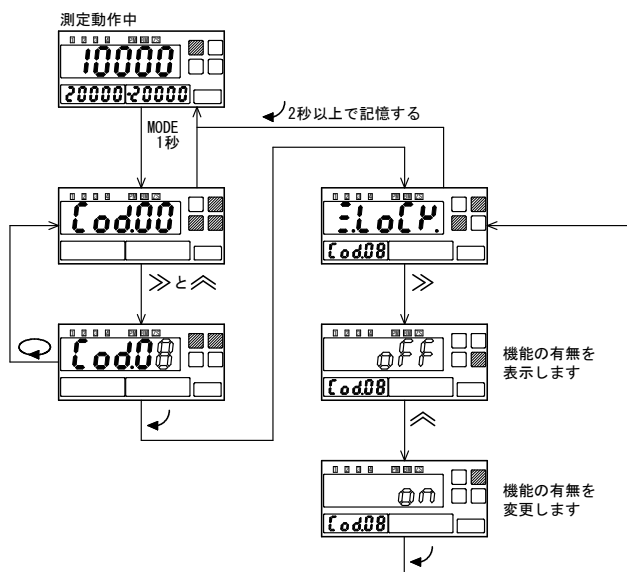 測定動作中
10000
20000 -20000
MODE
1秒
2秒以上で記憶する
Cod.00
.LoCK.
Cod.08
≫と︽
≫
Cod.08
oFF
Cod.08
機能の有無を
表示します
︽
on
Cod.08
機能の有無を
変更します